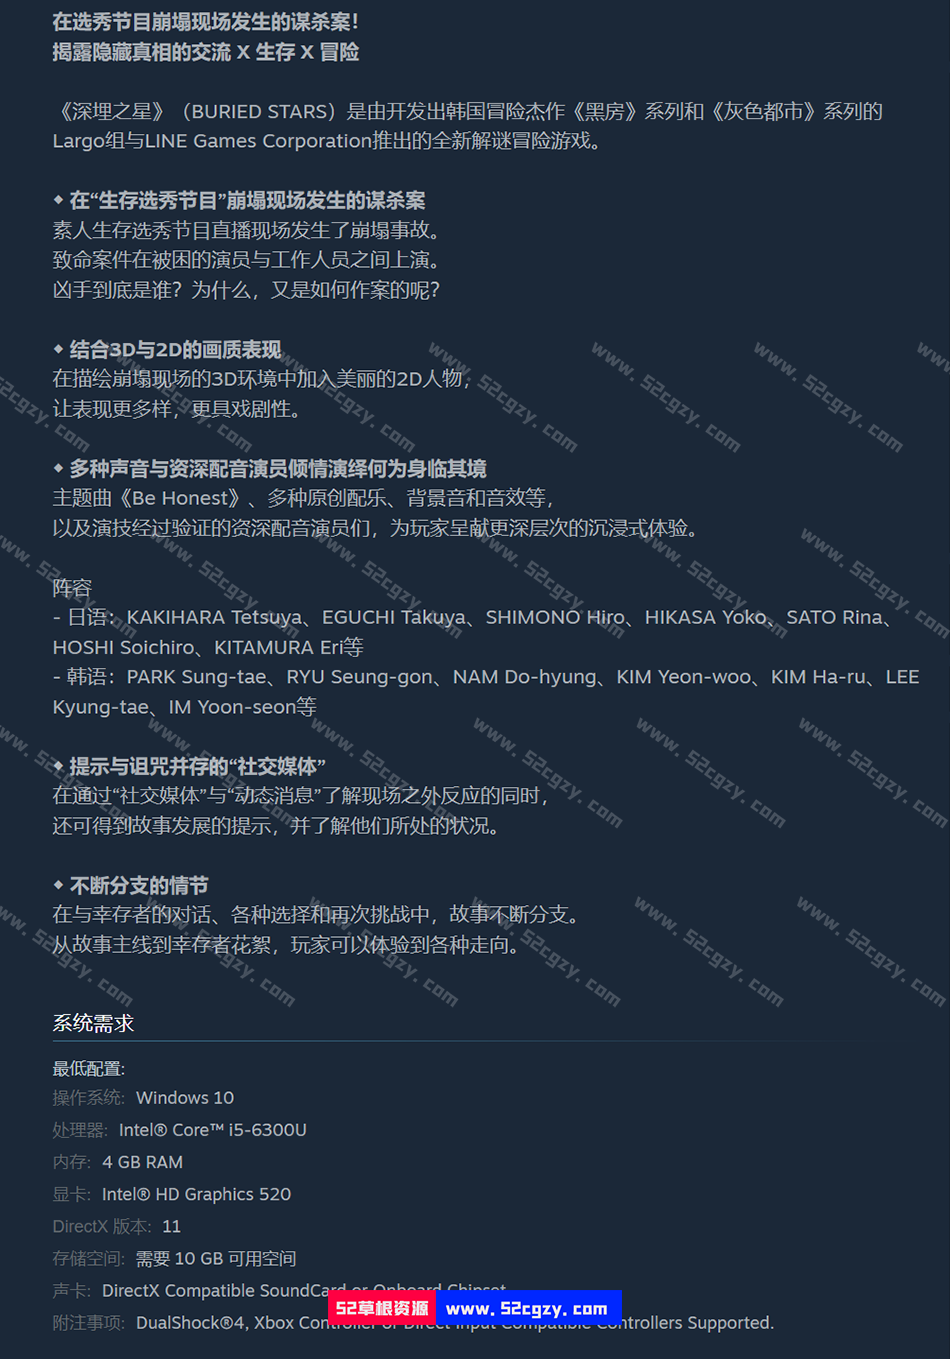 在选秀节目崩塌现场发生的谋杀案！
揭露隐藏真相的交流 X 生存 X 冒险
《深埋之星》（BURIED STARS）是由开发出韩国冒险杰作《黑房》系列和《灰色都市》系列的
Largo组与LINE Games Corporation推出的全新解谜冒险游戏。
◆ 在“生存选秀节目”崩塌现场发生的谋杀案
素人生存选秀节目直播现场发生了崩塌事故。
致命案件在被困的演员与工作人员之间上演。
凶手到底是谁？为什么，又是如何作案的呢？
◆ 结合3D与2D的画质表现
在描绘崩塌现场的3D环境中加入美丽的2D人物，
让表现更多样，更具戏剧性。
◆ 多种声音与资深配音演员倾情演绎何为身临其境
主题曲《Be Honest》、多种原创配乐、背景音和音效等，
以及演技经过验证的资深配音演员们，为玩家呈献更深层次的沉浸式体验。
阵容
- 日语：KAKIHARA Tetsuya、EGUCHI Takuya、SHIMONO Hiro、HIKASA Yoko、SATO Rina、
HOSHI Soichiro、KITAMURA Eri等
- 韩语：PARK Sung-tae、RYU Seung-gon、NAM Do-hyung、KIM Yeon-woo、KIM Ha-ru、LEE
Kyung-tae、IM Yoon-seon等
◆ 提示与诅咒并存的“社交媒体”
在通过“社交媒体”与“动态消息”了解现场之外反应的同时，
还可得到故事发展的提示，并了解他们所处的状况。
◆ 不断分支的情节
在与幸存者的对话、各种选择和再次挑战中，故事不断分支。
从故事主线到幸存者花絮，玩家可以体验到各种走向。
系统需求
最低配置:
操作系统: Windows 10
处理器: Intel® Core™ i5-6300U
内存: 4 GB RAM
显卡: Intel® HD Graphics 520
DirectX 版本: 11
存储空间: 需要 10 GB 可用空间
声卡: DirectX Compatible SoundCard or Onboard Chipset
52草根资源 www.52cgzy.com
附注事项: DualShock®4, Xbox Controller or Direct Input Compatible Controllers Supported.